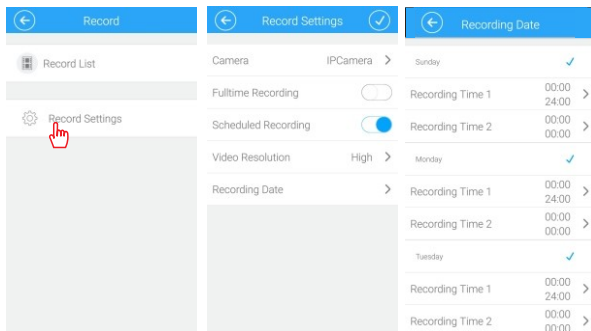 Record
Record List
Record Settings
Record Settings
Camera IPCamera
Fulltime Recording
Scheduled Recording
Video Resolution High
Recording Date
Recording Date
Sunday
Recording Time 1 00:00
24:00
Recording Time 2 00:00
00:00
Monday
Recording Time 1 00:00
24:00
Recording Time 2 00:00
00:00
Tuesday
Recording Time 1 00:00
24:00
Recording Time 2 00:00
00:00